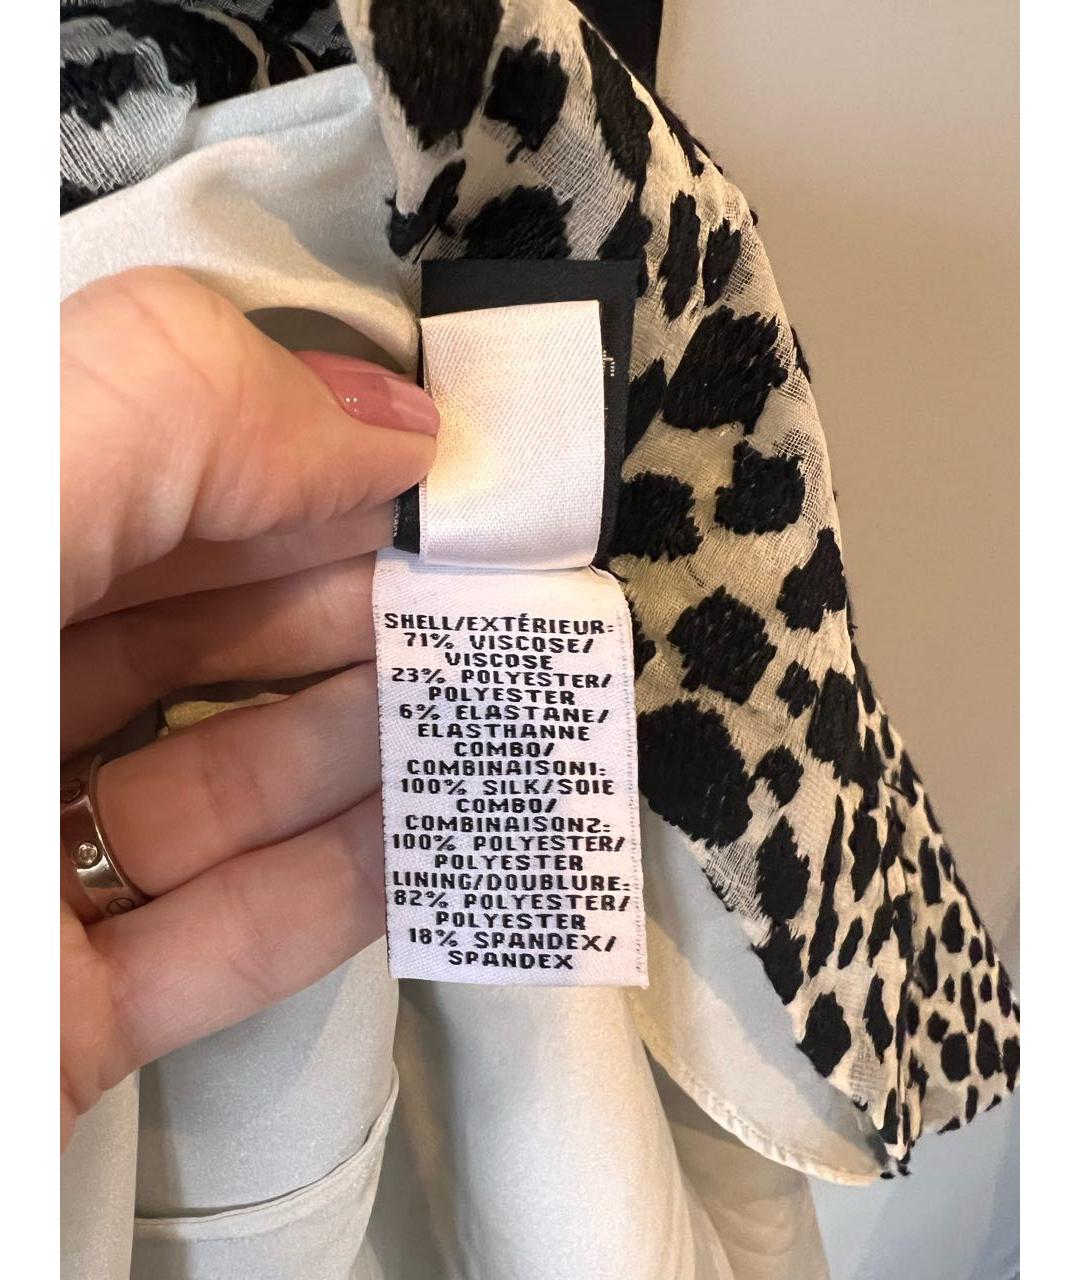 SHELL/EXTÉRIEUR:
71% VISCOSE/
VISCOSE
23% POLYESTER/
POLYESTER
6% ELASTANE/
ELASTHANNE
COMBO/
COMBINAISON1:
100% SILK/SOIE
COMBO/
COMBINAISON2:
100% POLYESTER/
POLYESTER
LINING/DOUBLURE:
82% POLYESTER/
POLYESTER
18% SPANDEX/
SPANDEX